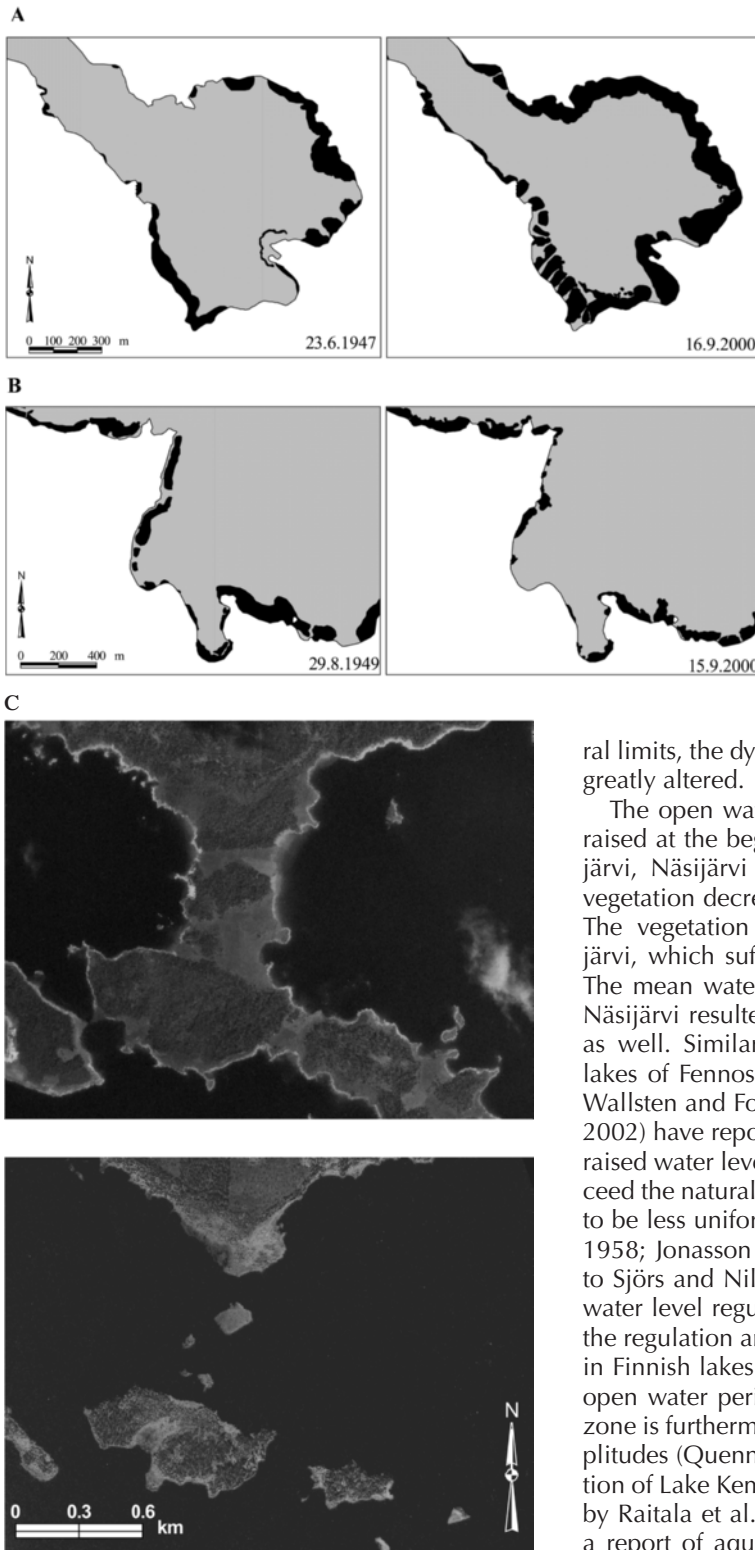 A
N
0 100 200 300 m
23.6.1947
16.9.2000
B
N
0 200 400 m
29.8.1949
15.9.2000
C
N
0 0.3 0.6
km
ral limits, the dy
greatly altered.
The open wa
raised at the beg
järvi, Näsijärvi
vegetation decre
The vegetation
järvi, which suf
The mean wate
Näsijärvi resulte
as well. Similar
lakes of Fennos
Wallsten and Fo
2002) have repo
raised water leve
ceed the natural
to be less unifor
1958; Jonasson
to Sjörs and Nil
water level regu
the regulation ar
in Finnish lakes
open water per
zone is furtherm
plitudes (Quenn
tion of Lake Ken
by Raitala et al.
a report of aqu